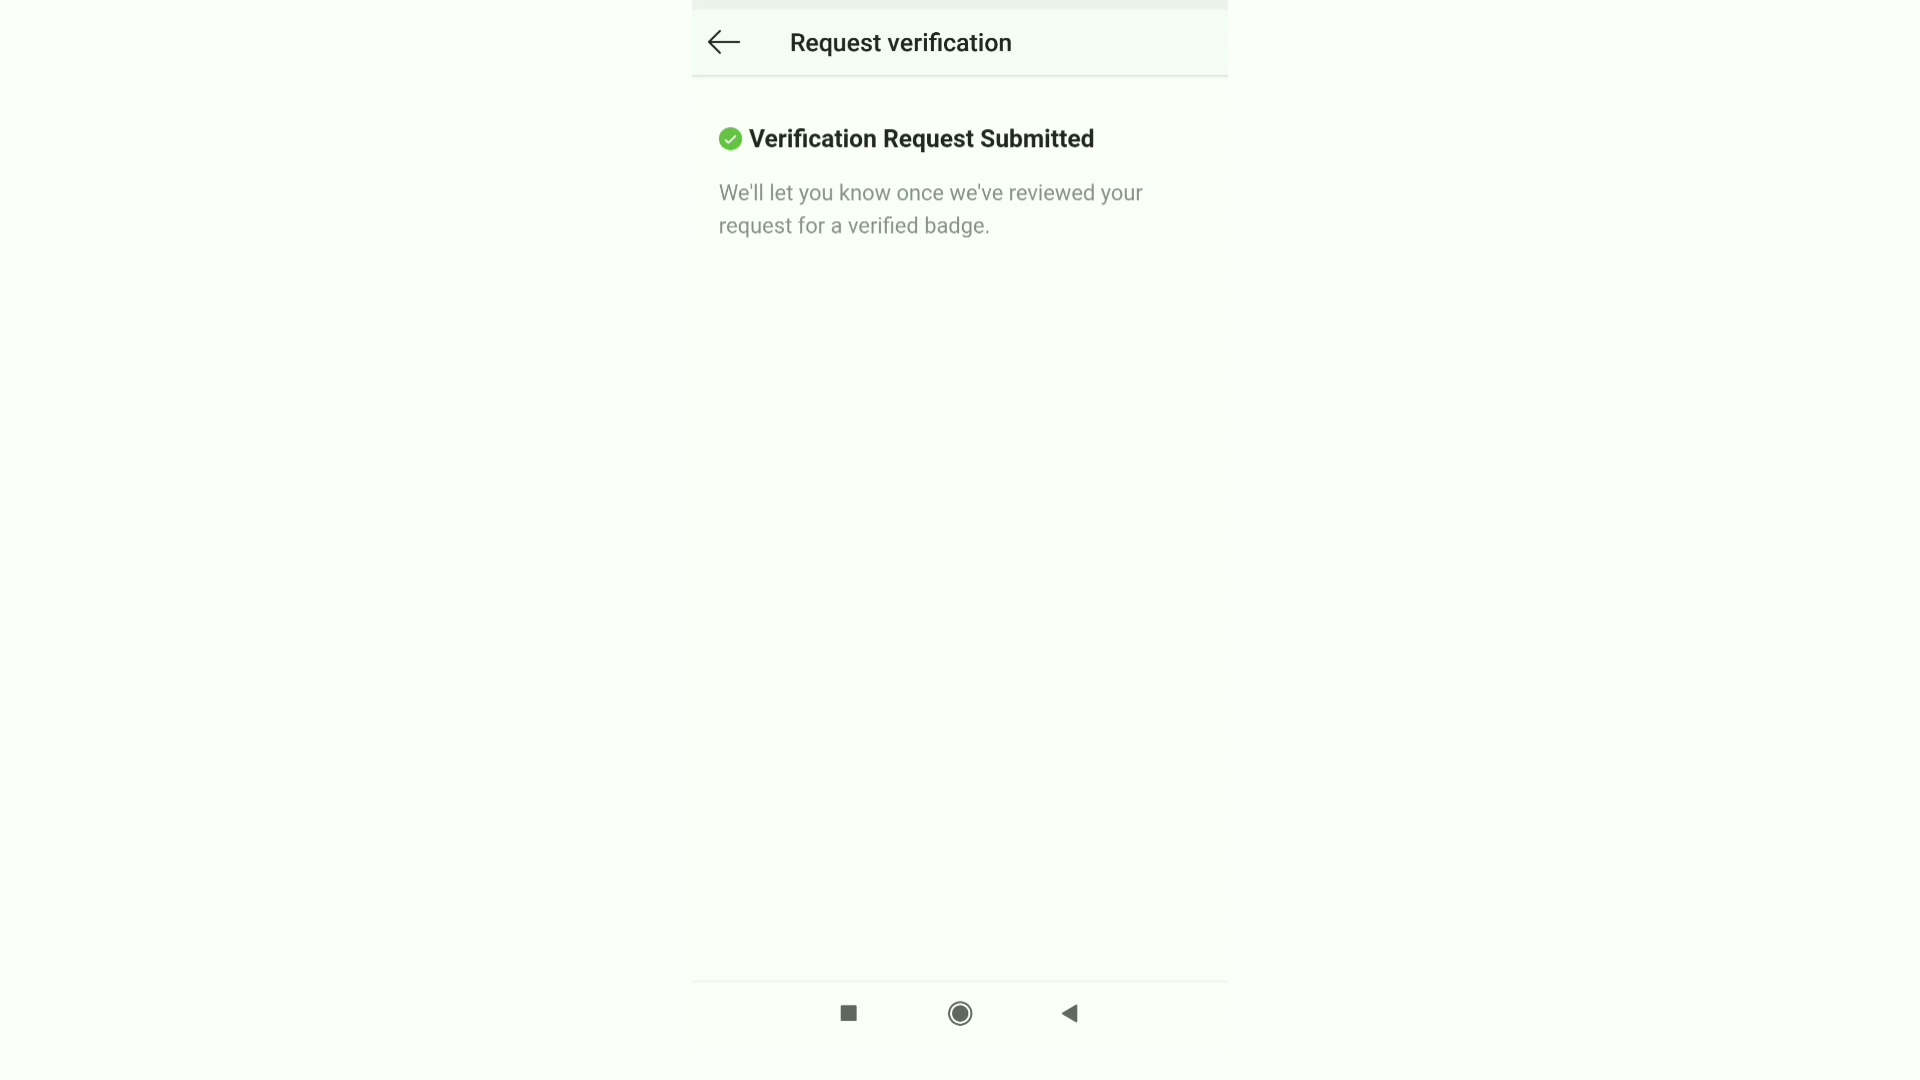 Request verification
Verification Request Submitted
We'll let you know once we've reviewed your
request for a verified badge.